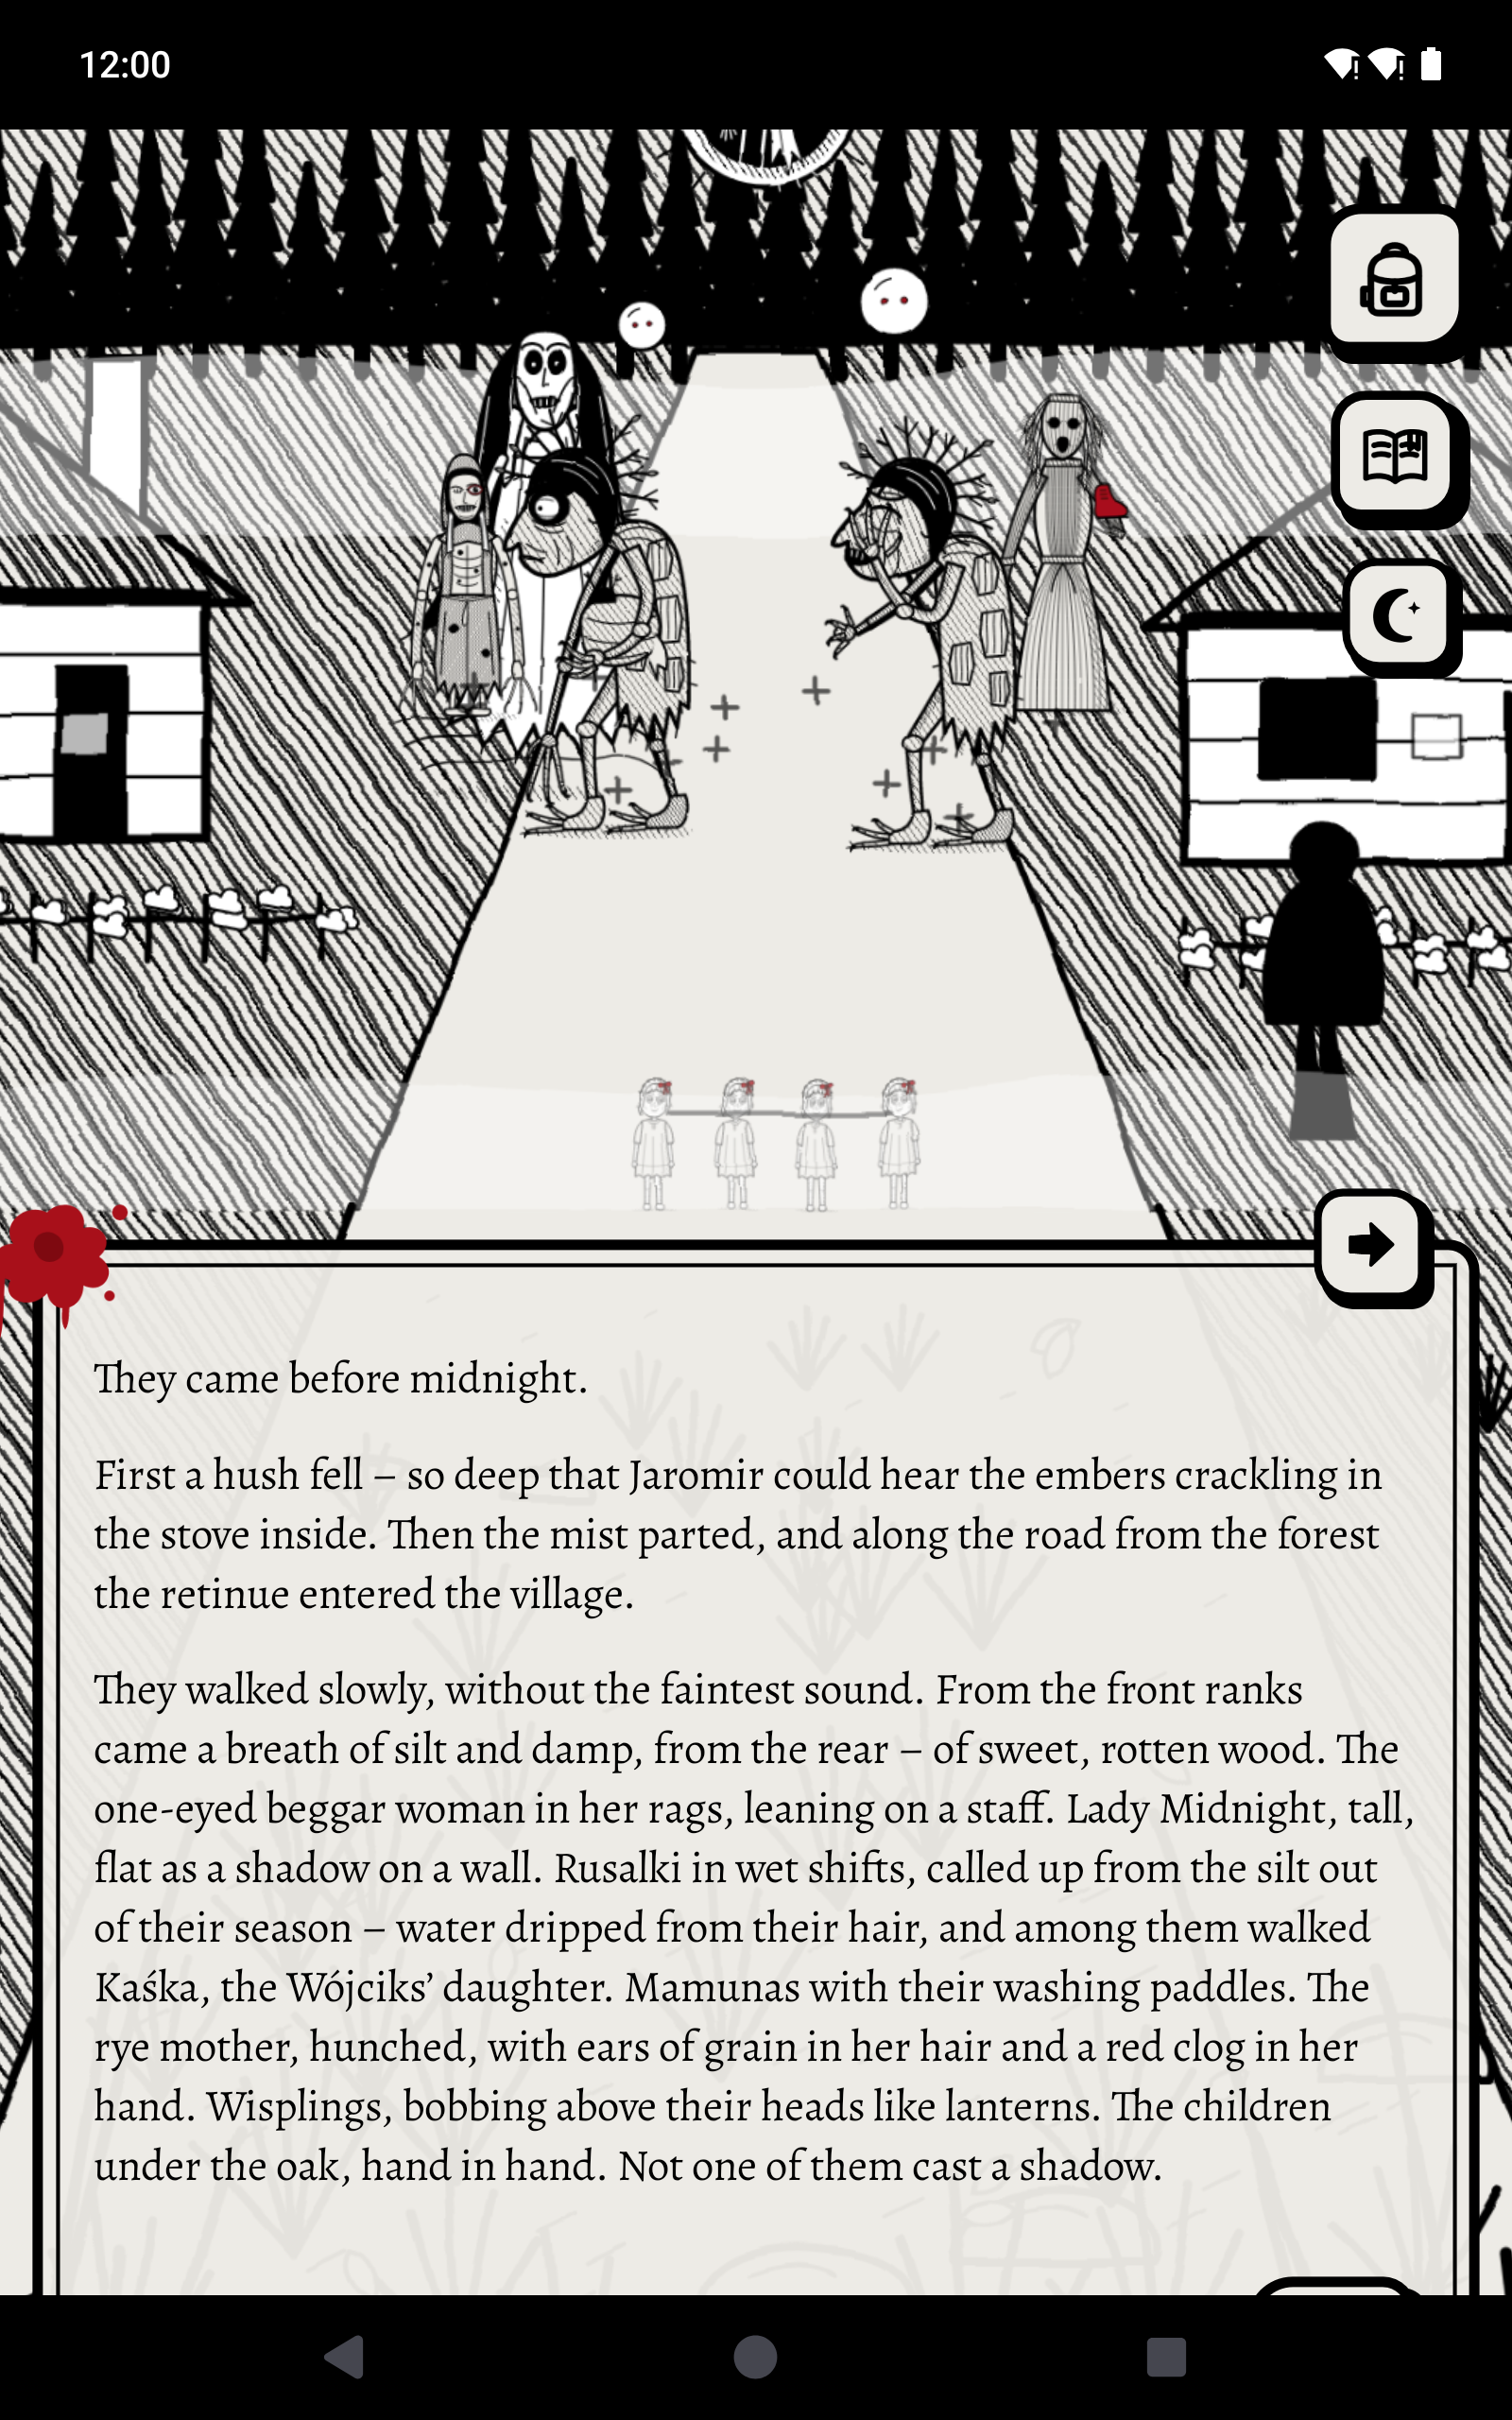 12:00
They came before midnight.
First a hush fell – so deep that Jaromir could hear the embers crackling in
the stove inside. Then the mist parted, and along the road from the forest
the retinue entered the village.
They walked slowly, without the faintest sound. From the front ranks
came a breath of silt and damp, from the rear – of sweet, rotten wood. The
one-eyed beggar woman in her rags, leaning on a staff. Lady Midnight, tall,
flat as a shadow on a wall. Rusalki in wet shifts, called up from the silt out
of their season – water dripped from their hair, and among them walked
Kaśka, the Wójciks’ daughter. Mamunas with their washing paddles. The
rye mother, hunched, with ears of grain in her hair and a red clog in her
hand. Wisplings, bobbing above their heads like lanterns. The children
under the oak, hand in hand. Not one of them cast a shadow.